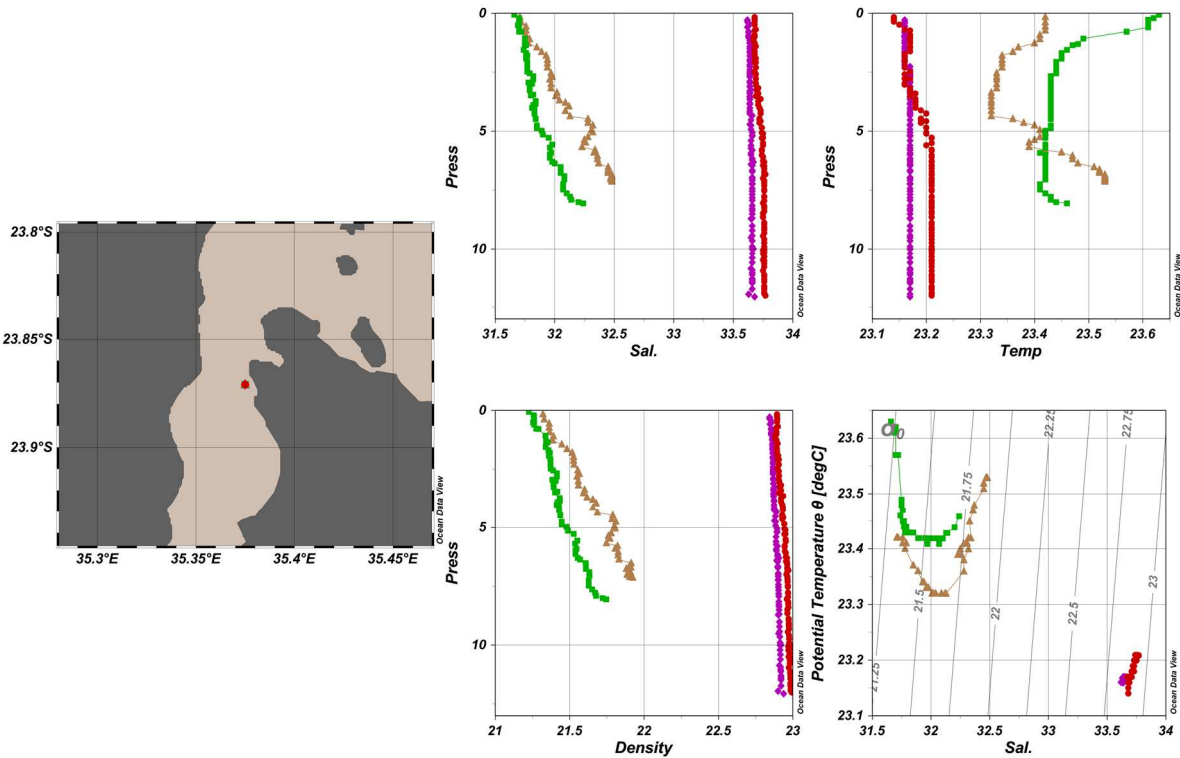 23.8°S
23.85°S
23.9°S
35.3°E
35.35°E
35.4°E
35.45°E
Ocean Data View
0
5
10
Press
31.5
32
32.5
33
33.5
34
Sal.
Ocean Data View
0
5
10
Press
23.1
23.2
23.3
23.4
23.5
23.6
Temp
Ocean Data View
0
5
10
Press
21
21.5
22
22.5
23
Density
Ocean Data View
23.6
23.5
23.4
23.3
23.2
23.1
Potential Temperature θ [degC]
σ0
21.25
21.5
21.75
22
22.25
22.5
22.75
23
31.5
32
32.5
33
33.5
34
Sal.
Ocean Data View